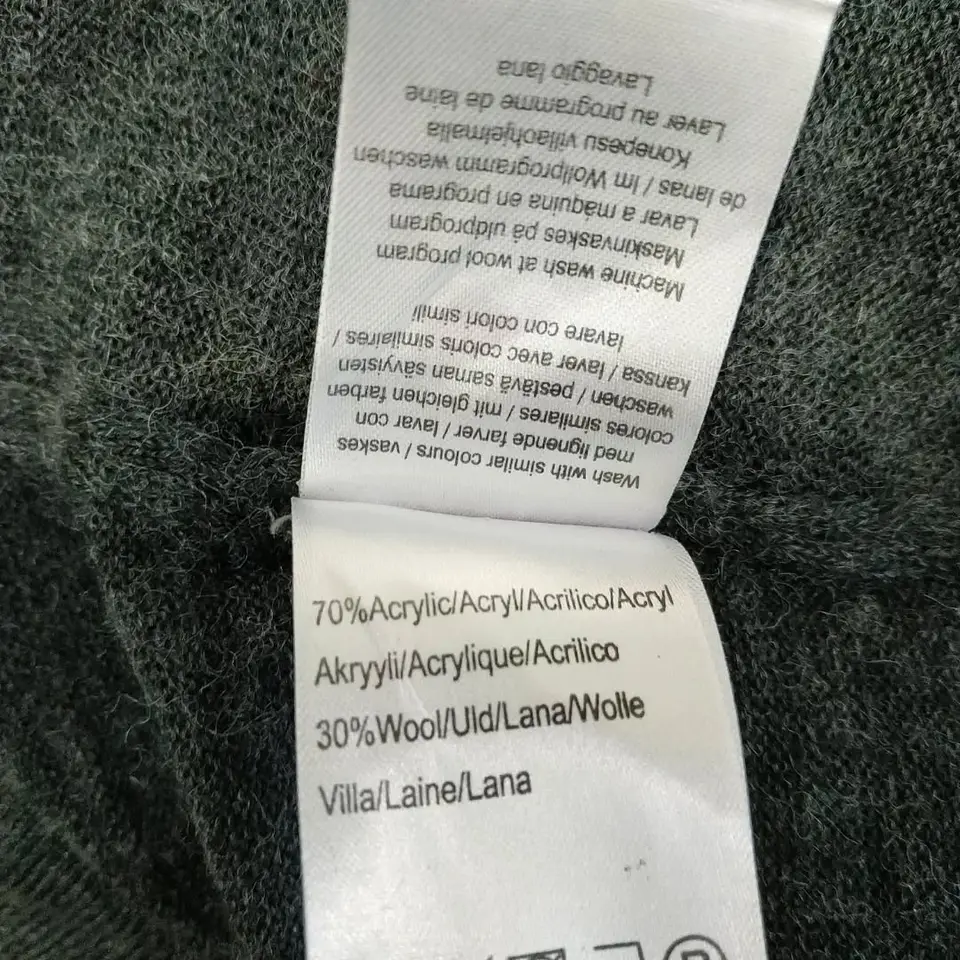 Wash with similar colours / vaskes
med lignende farver / lavar con
colores similares / mit gleichen farben
waschen / pestävä saman sävyisten
kanssa / laver avec coloris similaires /
lavare con colori simili
Machine wash at wool program
Maskinvaskes på uldprogram
Lavar a maquina en programa
de lanas / Im Wollprogramm waschen
Konepesu villaohjelmalla
Laver au programme de laine
Lavaggio lana
70%Acrylic/Acryl/Acrilico/Acryl
Akryyli/Acrylique/Acrilico
30%Wool/Uld/Lana/Wolle
Villa/Laine/Lana